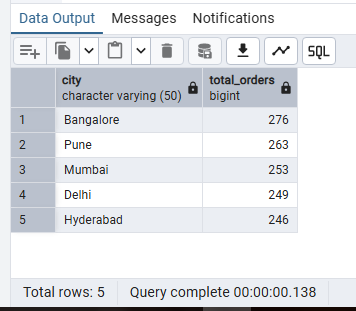 Data Output Messages Notifications
SQL
city total_orders
character varying (50) bigint
1 Bangalore 276
2 Pune 263
3 Mumbai 253
4 Delhi 249
5 Hyderabad 246
Total rows: 5 Query complete 00:00:00.138